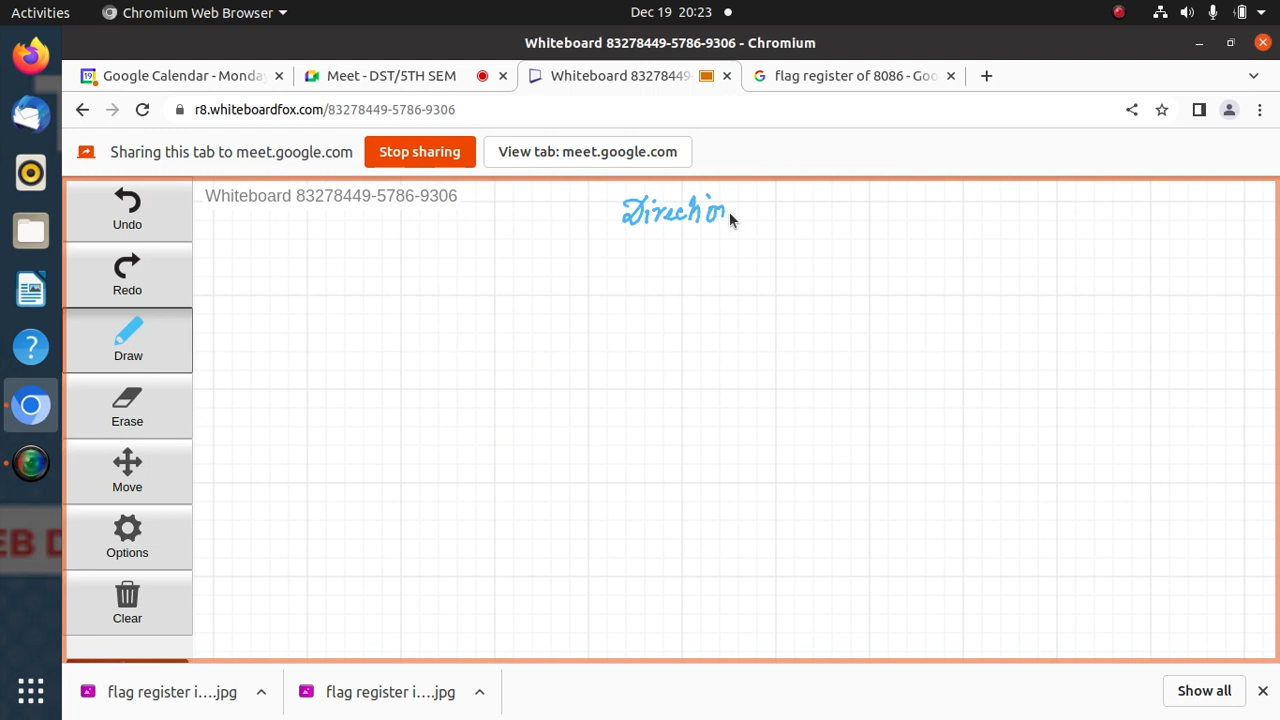 Activities Chromium Web Browser Dec 19 20:23
Whiteboard 83278449-5786-9306 - Chromium
Google Calendar - Monda Meet - DST/5TH SEM Whiteboard 83278449- flag register of 8086 - Goo
r8.whiteboardfox.com/83278449-5786-9306
Sharing this tab to meet.google.com Stop sharing View tab: meet.google.com
Whiteboard 83278449-5786-9306
Direction
Undo
Redo
Draw
Erase
Move
Options
Clear
EB D
flag register i....jpg flag register i....jpg Show all